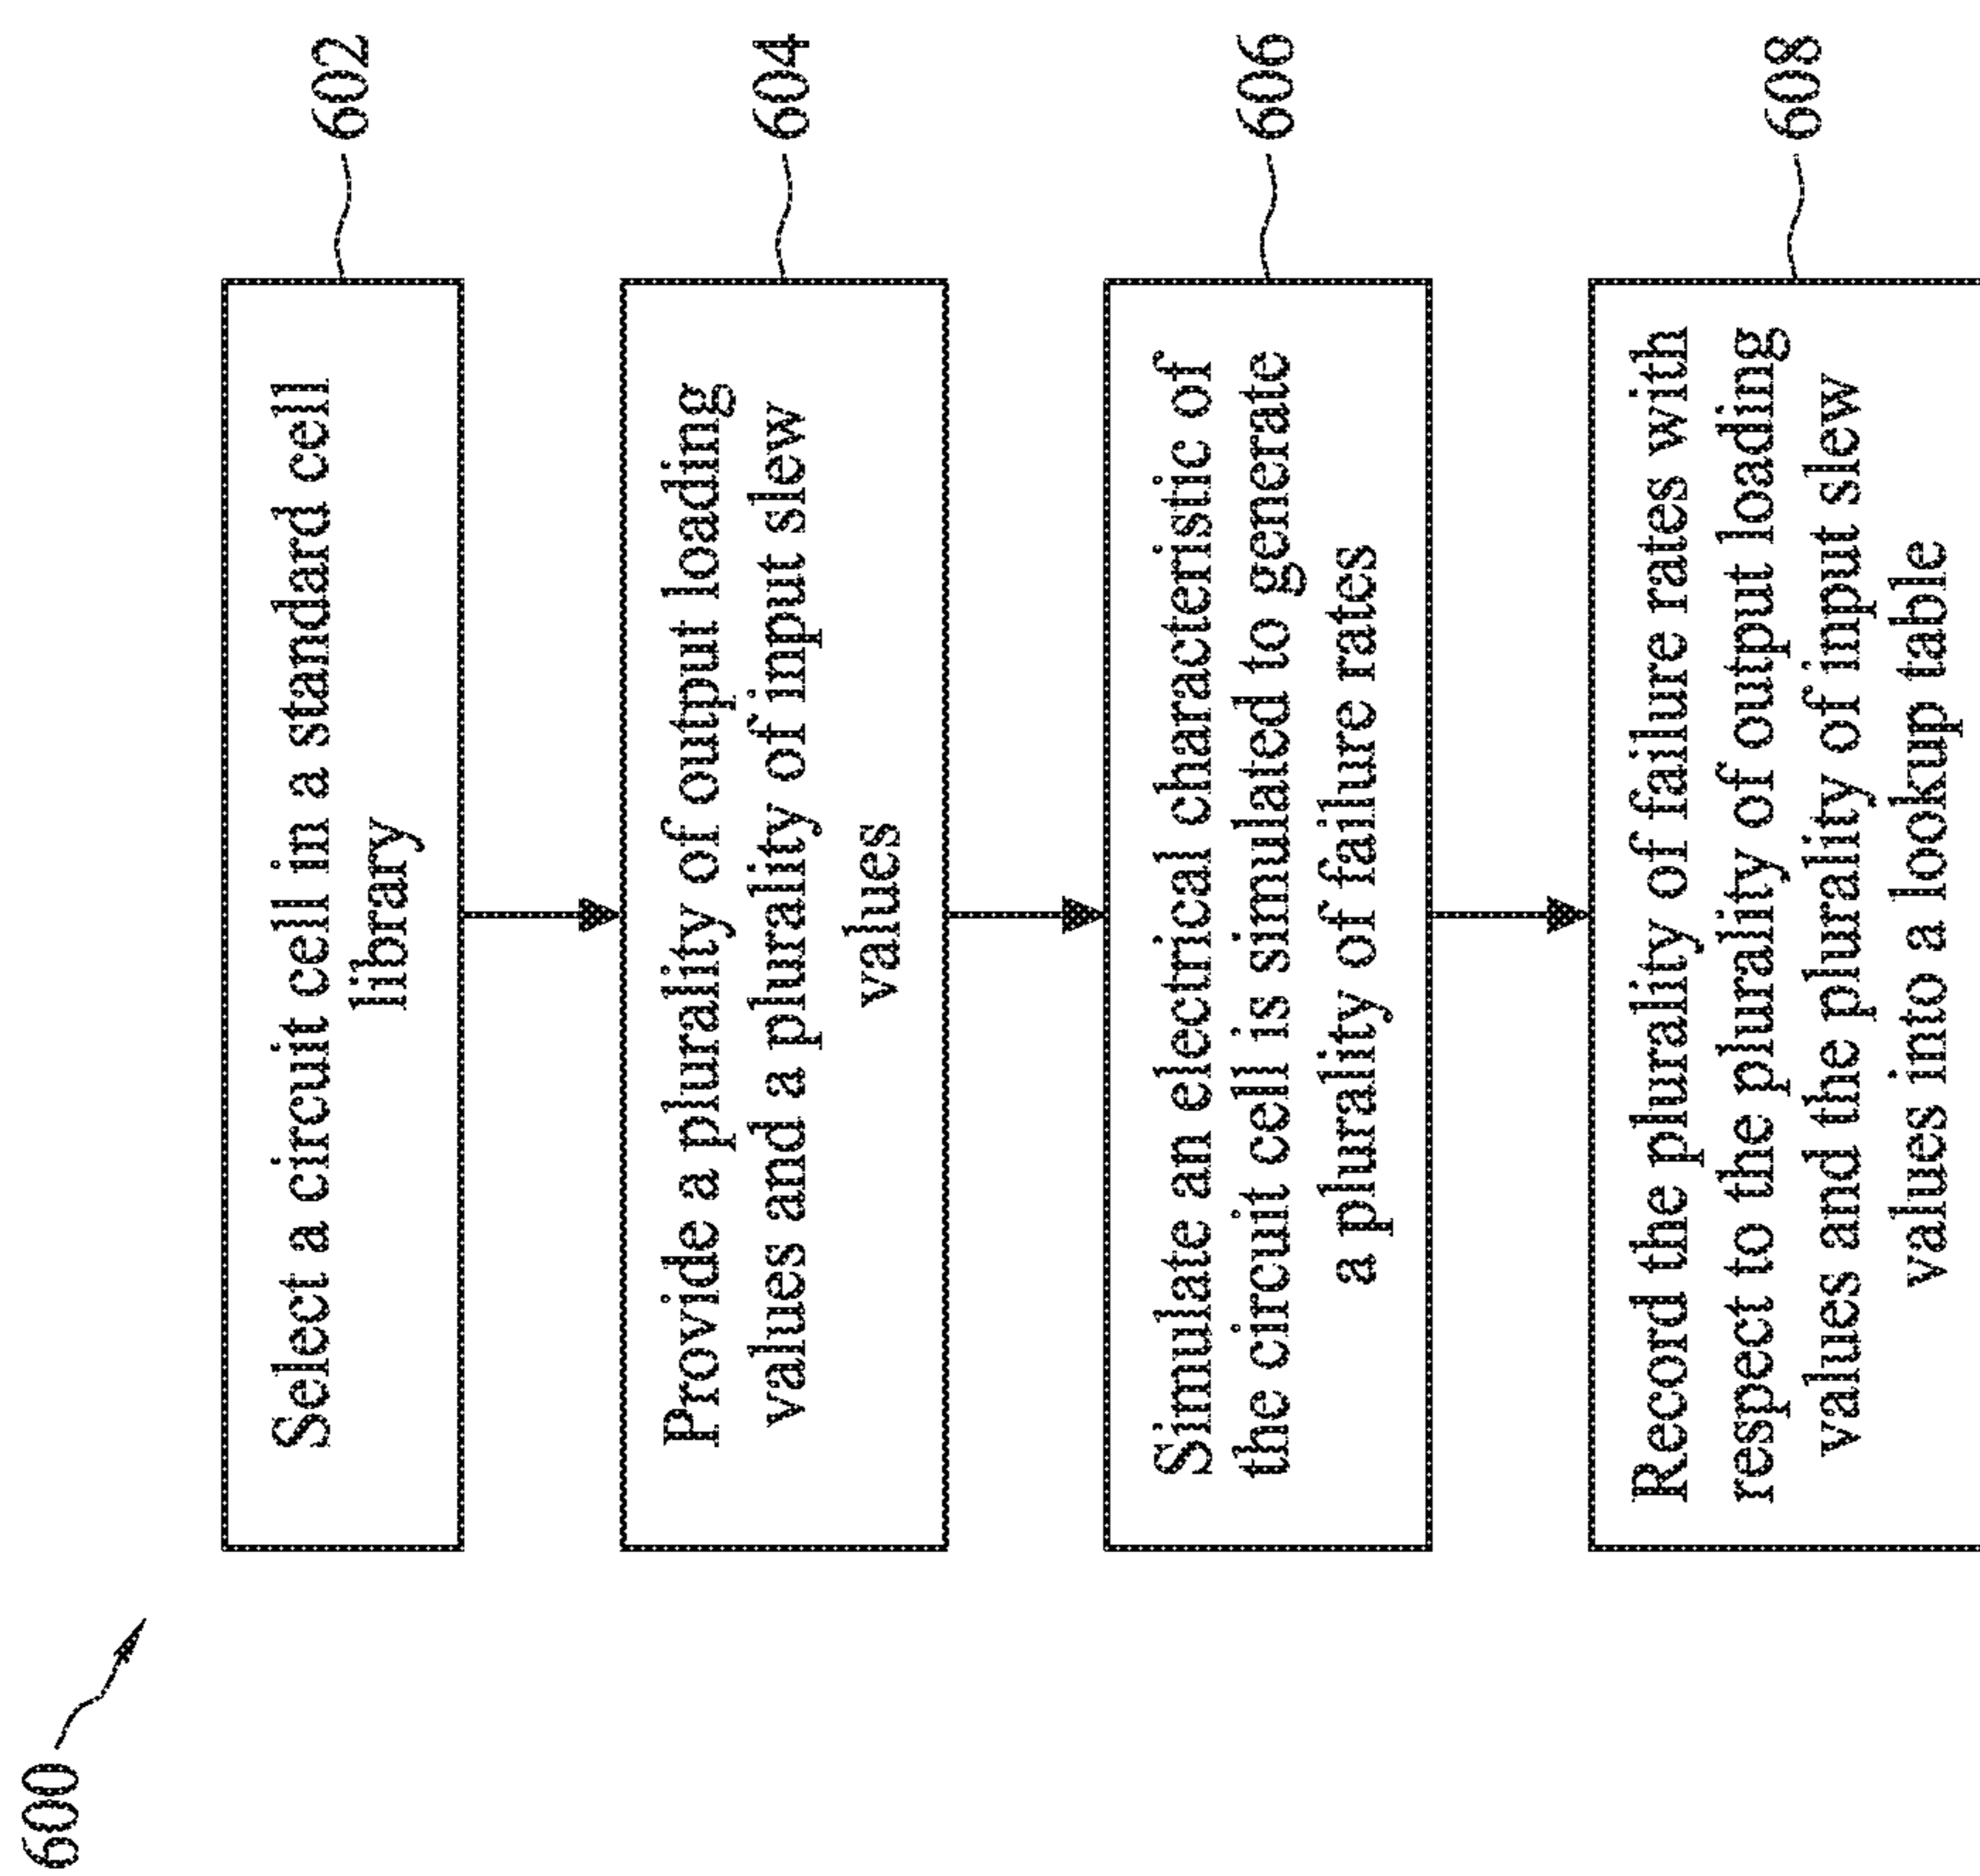 600
Select a circuit cell in a standard cell
library
602
Provide a plurality of output loading
values and a plurality of input slew
values
604
Simulate an electrical characteristic of
the circuit cell is simulated to generate
a plurality of failure rates
606
Record the plurality of failure rates with
respect to the plurality of output loading
values and the plurality of input slew
values into a lookup table
608